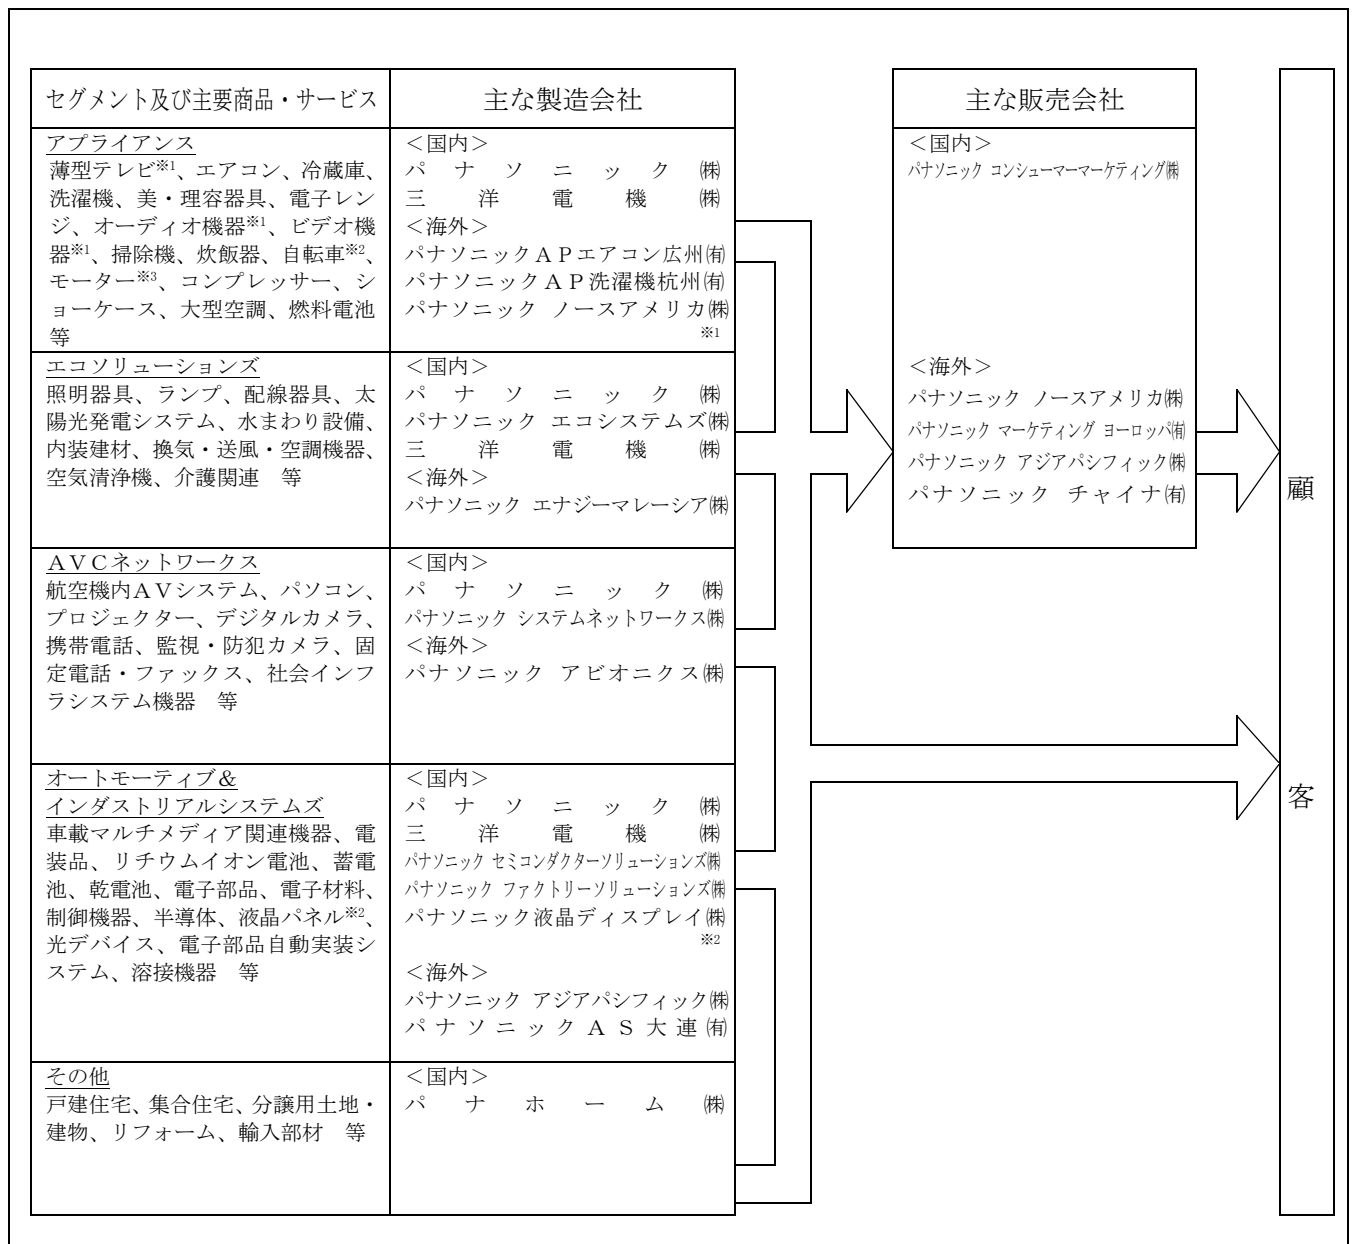 セグメント及び主要商品・サービス
主な製造会社
主な販売会社
アプライアンス
薄型テレビ※1、エアコン、冷蔵庫、
洗濯機、美・理容器具、電子レン
ジ、オーディオ機器※1、ビデオ機
器※1、掃除機、炊飯器、自転車※2、
モーター※3、コンプレッサー、シ
ョーケース、大型空調、燃料電池
等
<国内>
パナソニック㈱
三洋電機㈱
<海外>
パナソニックAPエアコン広州㈲
パナソニックAP洗濯機杭州㈲
パナソニック ノースアメリカ㈱
※1
エコソリューションズ
照明器具、ランプ、配線器具、太
陽光発電システム、水まわり設備、
内装建材、換気・送風・空調機器、
空気清浄機、介護関連　等
<国内>
パナソニック㈱
パナソニック エコシステムズ㈱
三洋電機㈱
<海外>
パナソニック エナジーマレーシア㈱
AVCネットワークス
航空機内AVシステム、パソコン、
プロジェクター、デジタルカメラ、
携帯電話、監視・防犯カメラ、固
定電話・ファックス、社会インフ
ラシステム機器　等
<国内>
パナソニック㈱
パナソニック システムネットワークス㈱
<海外>
パナソニック アビオニクス㈱
オートモーティブ&
インダストリアルシステムズ
車載マルチメディア関連機器、電
装品、リチウムイオン電池、蓄電
池、乾電池、電子部品、電子材料、
制御機器、半導体、液晶パネル※2、
光デバイス、電子部品自動実装シ
ステム、溶接機器　等
<国内>
パナソニック㈱
三洋電機㈱
パナソニック セミコンダクターソリューションズ㈱
パナソニック ファクトリーソリューションズ㈱
パナソニック液晶ディスプレイ㈱
※2
<海外>
パナソニック アジアパシフィック㈱
パナソニックAS大連㈲
その他
戸建住宅、集合住宅、分譲用土地・
建物、リフォーム、輸入部材　等
<国内>
パナホーム㈱
<国内>
パナソニック コンシューマーマーケティング㈱
<海外>
パナソニック ノースアメリカ㈱
パナソニック マーケティング ヨーロッパ㈲
パナソニック アジアパシフィック㈱
パナソニック チャイナ㈲
顧
客